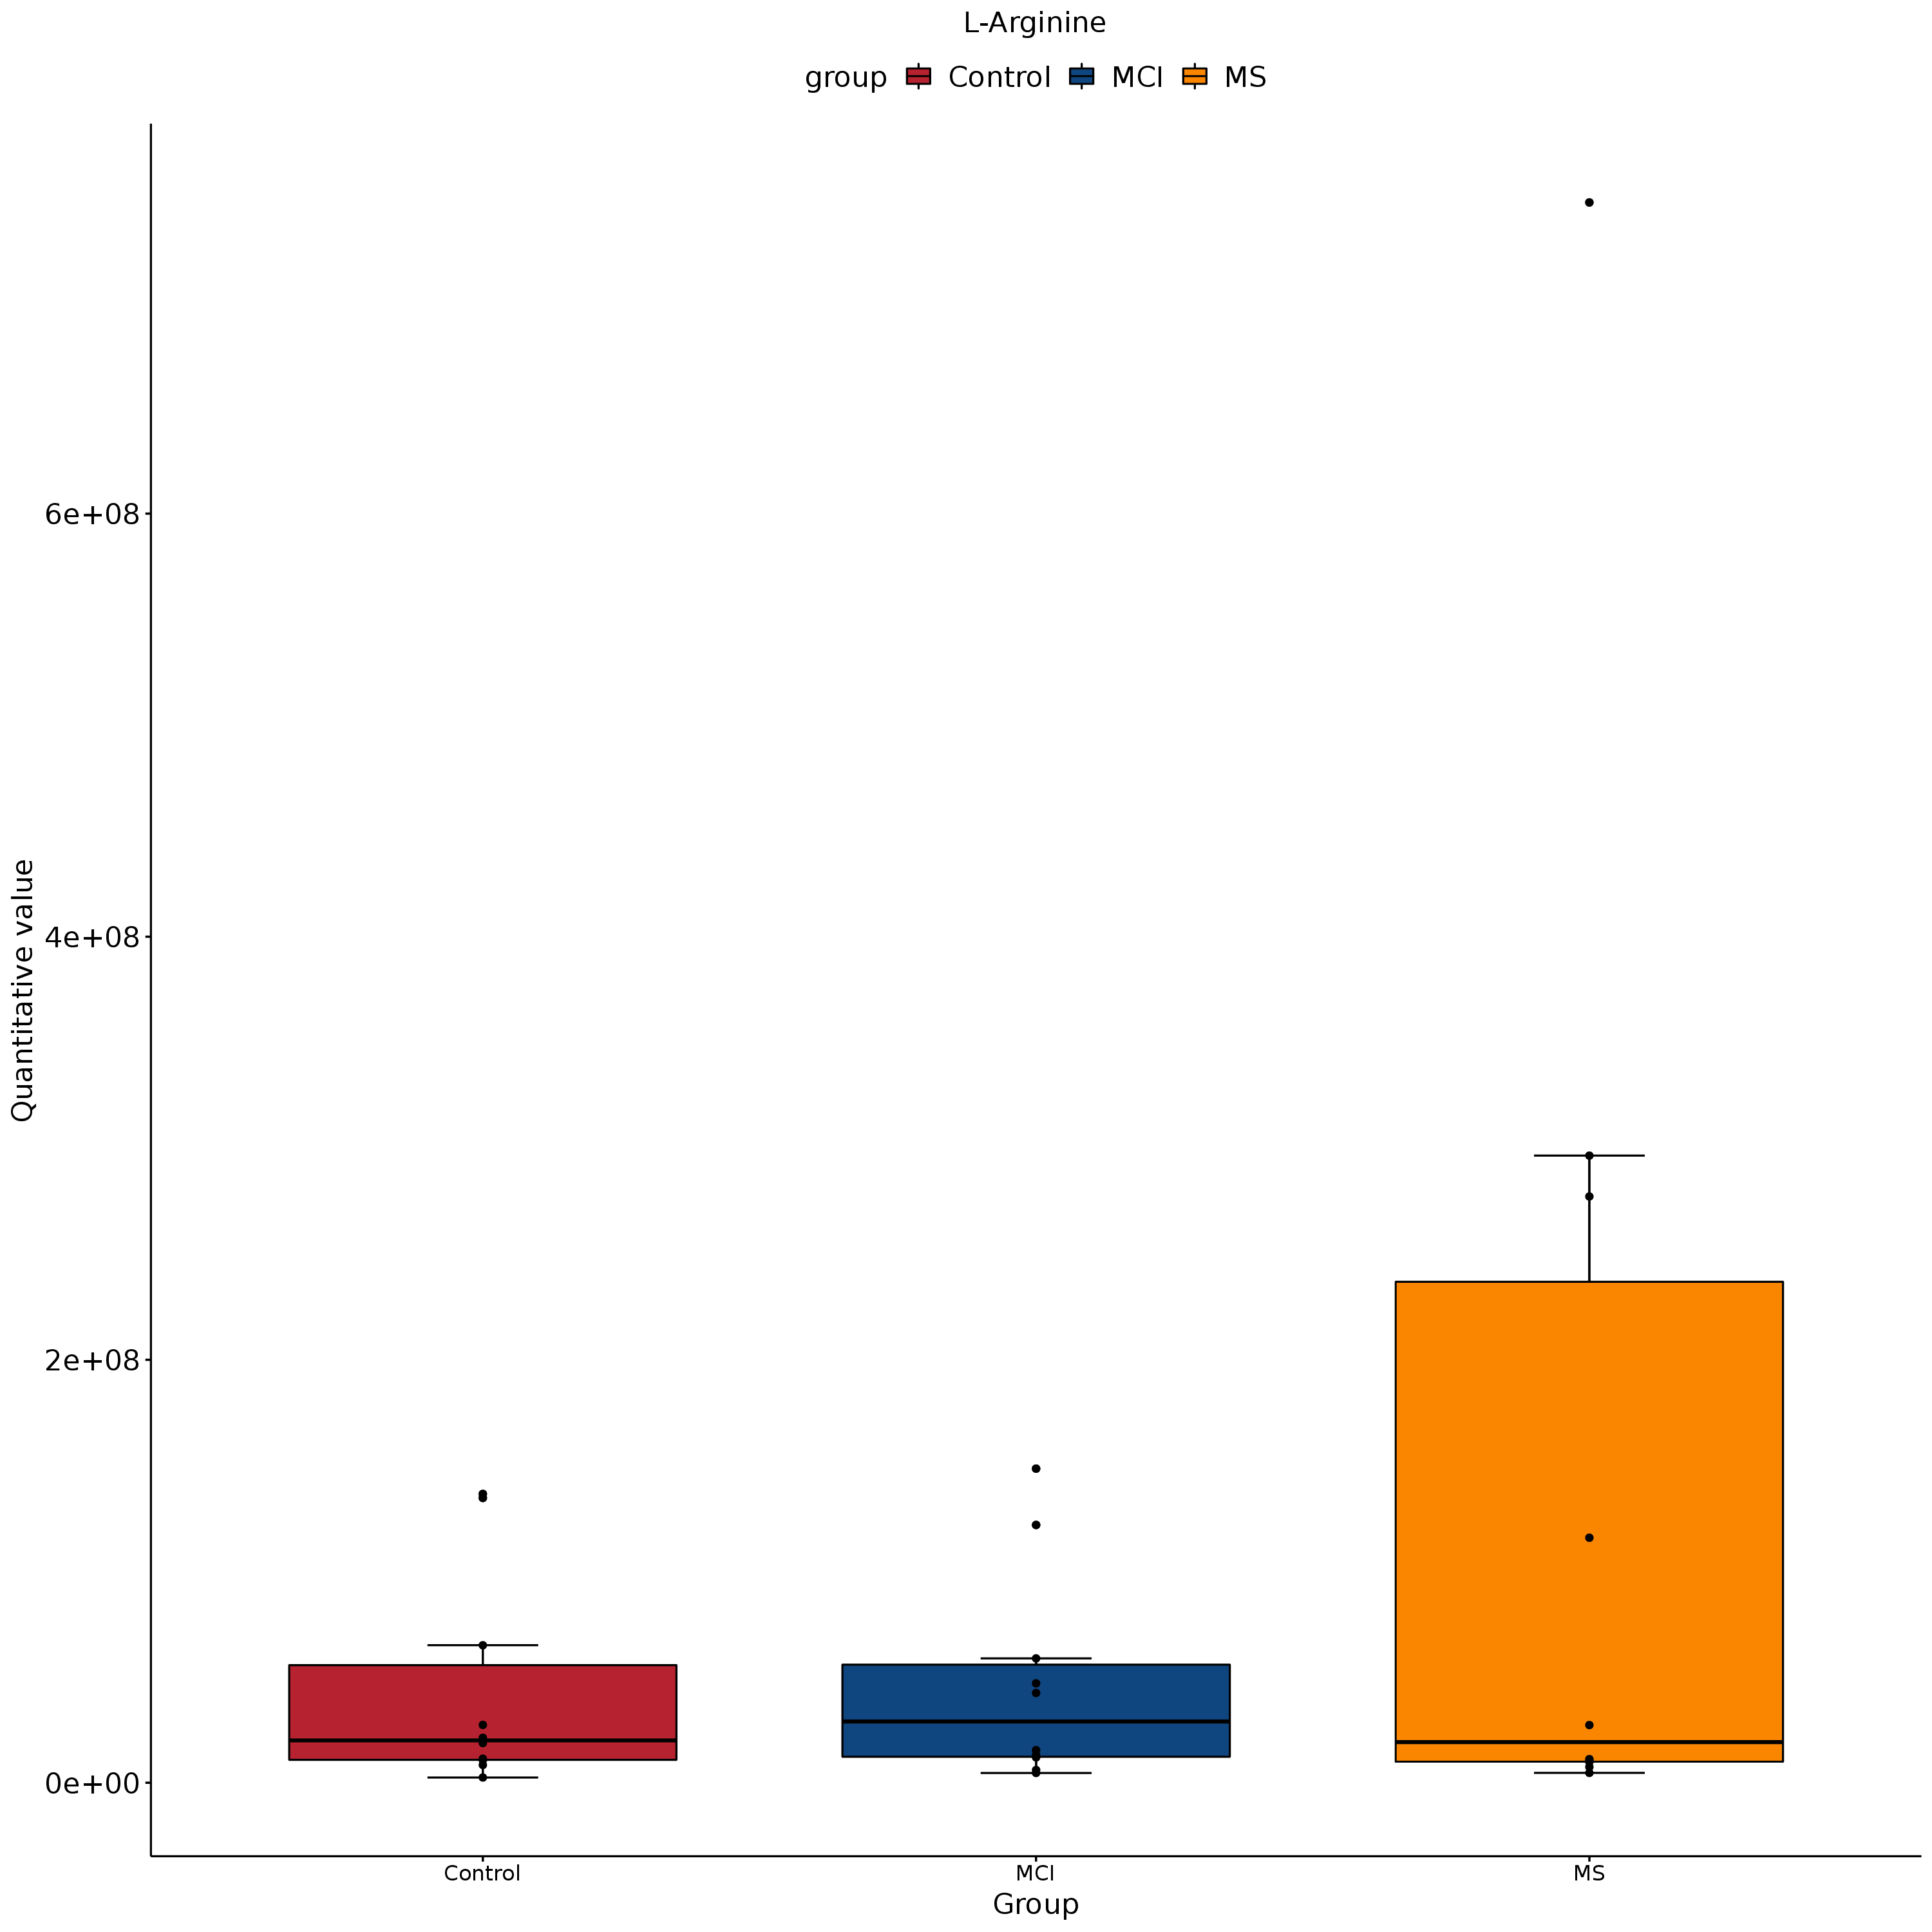 L-Arginine
group Control MCI MS
Quantitative value
6e+08
4e+08
2e+08
0e+00
Control MCI MS
Group